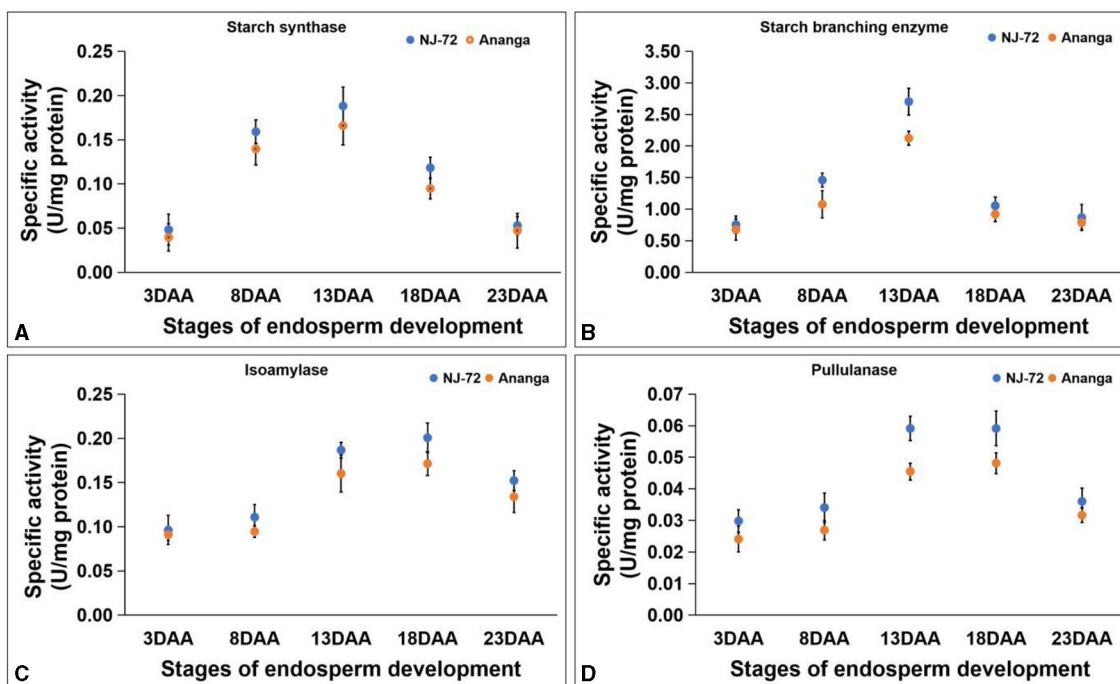 Starch synthase
NJ-72 Ananga
0.25
0.20
0.15
0.10
0.05
0.00
Specific activity
(U/mg protein)
3DAA 8DAA 13DAA 18DAA 23DAA
Stages of endosperm development
A
Starch branching enzyme
NJ-72 Ananga
3.50
3.00
2.50
2.00
1.50
1.00
0.50
0.00
Specific activity
(U/mg protein)
3DAA 8DAA 13DAA 18DAA 23DAA
Stages of endosperm development
B
Isoamylase
NJ-72 Ananga
0.25
0.20
0.15
0.10
0.05
0.00
Specific activity
(U/mg protein)
3DAA 8DAA 13DAA 18DAA 23DAA
Stages of endosperm development
C
Pullulanase
NJ-72 Ananga
0.07
0.06
0.05
0.04
0.03
0.02
0.01
0.00
Specific activity
(U/mg protein)
3DAA 8DAA 13DAA 18DAA 23DAA
Stages of endosperm development
D